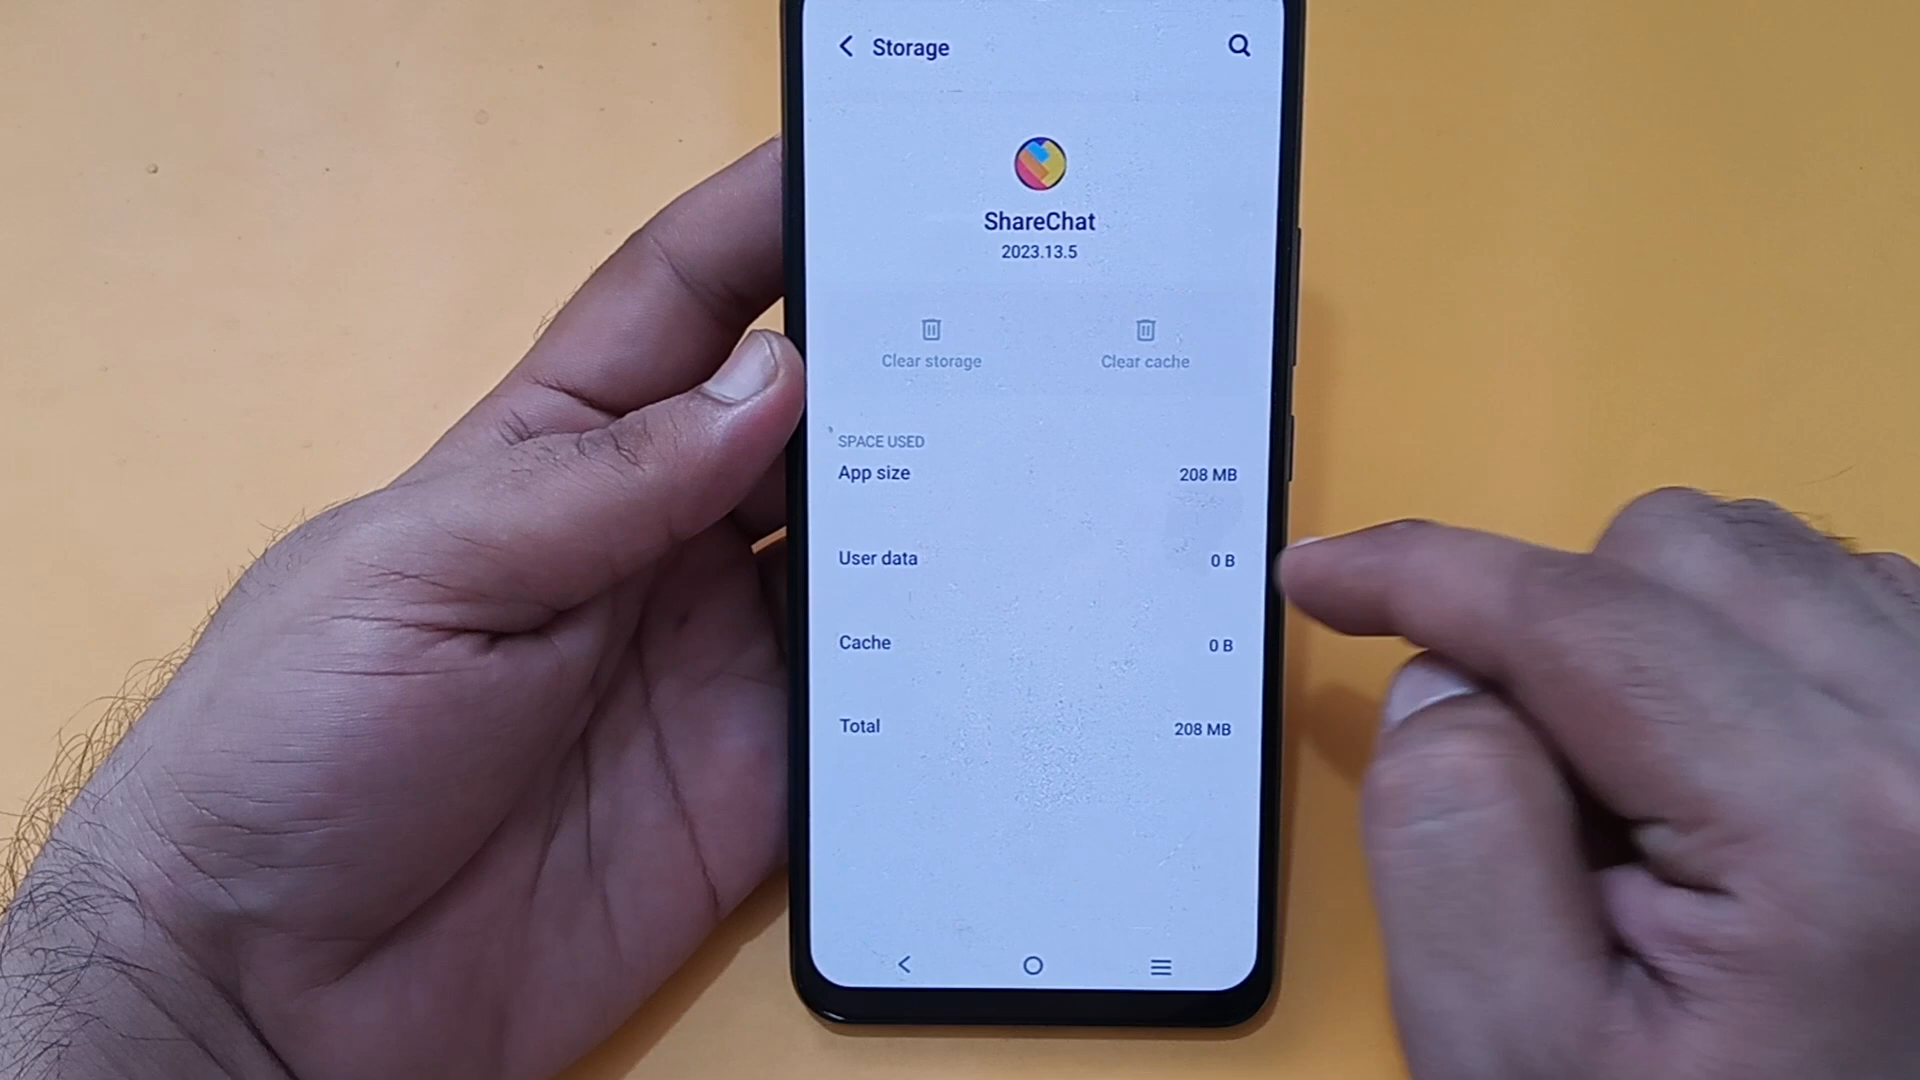 Storage
ShareChat
2023.13.5
Clear storage
Clear cache
SPACE USED
App size 208 MB
User data 0 B
Cache 0 B
Total 208 MB